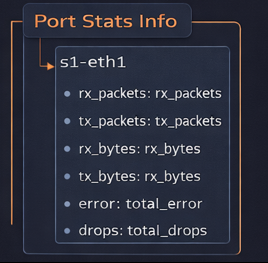 Port Stats Info
s1-eth1
rx_packets: rx_packets
tx_packets: tx_packets
rx_bytes: rx_bytes
tx_bytes: rx_bytes
error: total_error
drops: total_drops